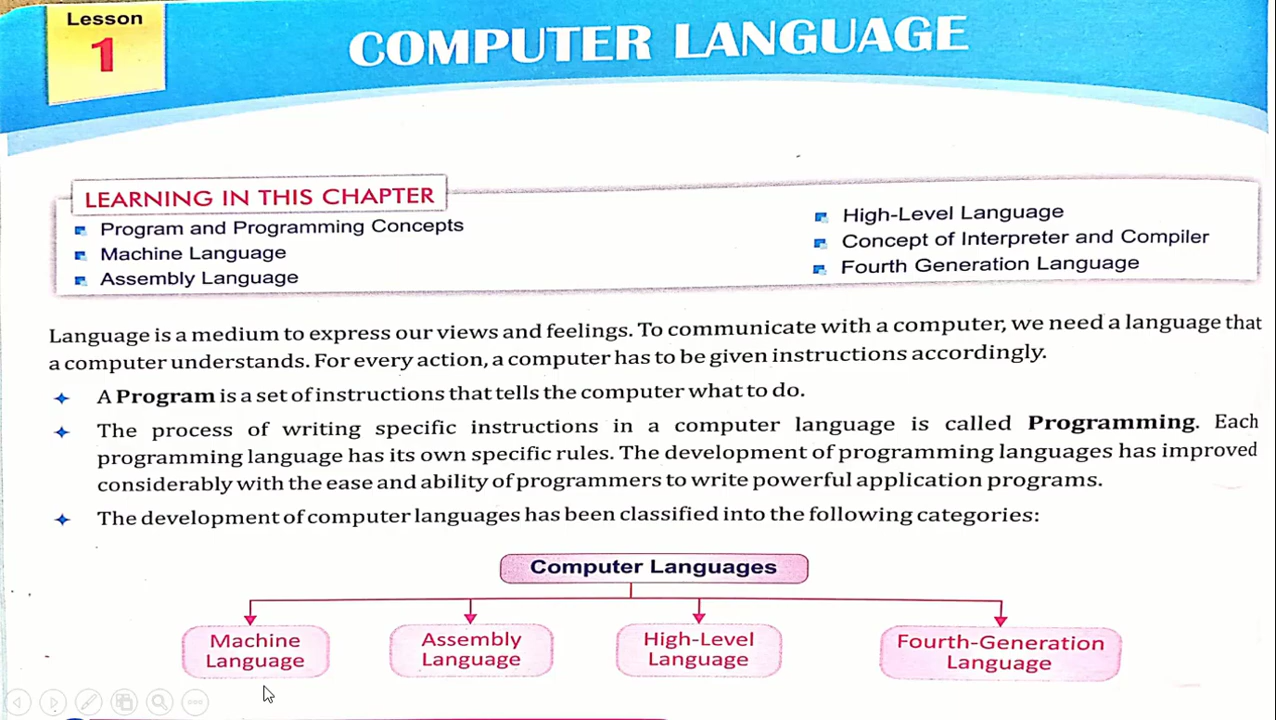 Lesson
1
COMPUTER LANGUAGE
LEARNING IN THIS CHAPTER
Program and Programming Concepts
Machine Language
Assembly Language
High-Level Language
Concept of Interpreter and Compiler
Fourth Generation Language
Language is a medium to express our views and feelings. To communicate with a computer, we need a language that
a computer understands. For every action, a computer has to be given instructions accordingly.
A Program is a set of instructions that tells the computer what to do.
The process of writing specific instructions in a computer language is called Programming. Each
programming language has its own specific rules. The development of programming languages has improved
considerably with the ease and ability of programmers to write powerful application programs.
The development of computer languages has been classified into the following categories:
Computer Languages
Machine
Language
Assembly
Language
High-Level
Language
Fourth-Generation
Language